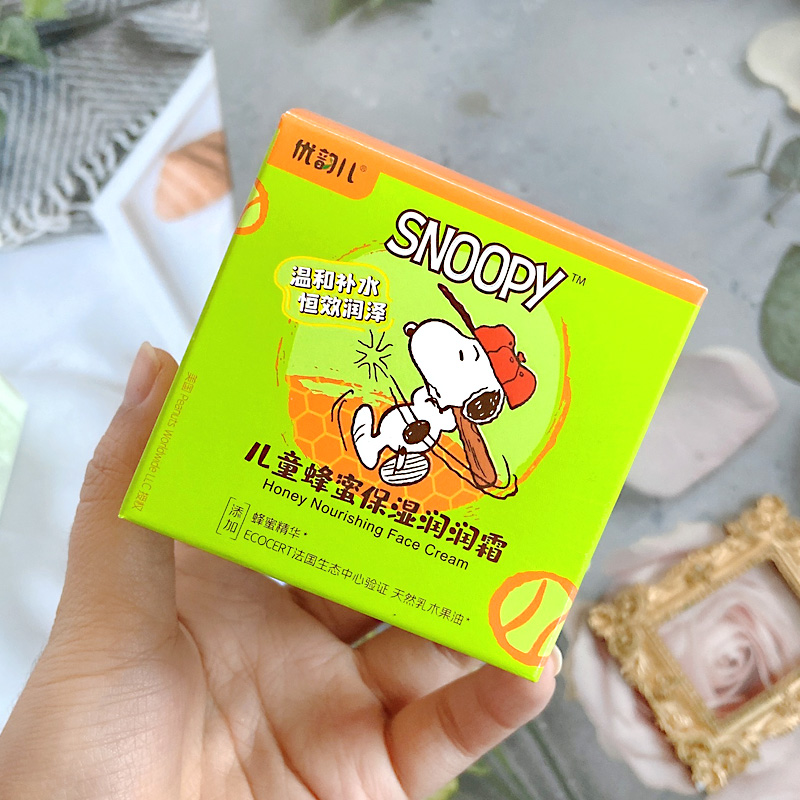 优韵儿®
SNOOPY™
温和补水
恒效润泽
儿童蜂蜜保湿润润霜
Honey Nourishing Face Cream
[添加]
蜂蜜精华*
ECOCERT法国生态中心验证 天然乳木果油*
美国 Peanuts Worldwide LLC 授权